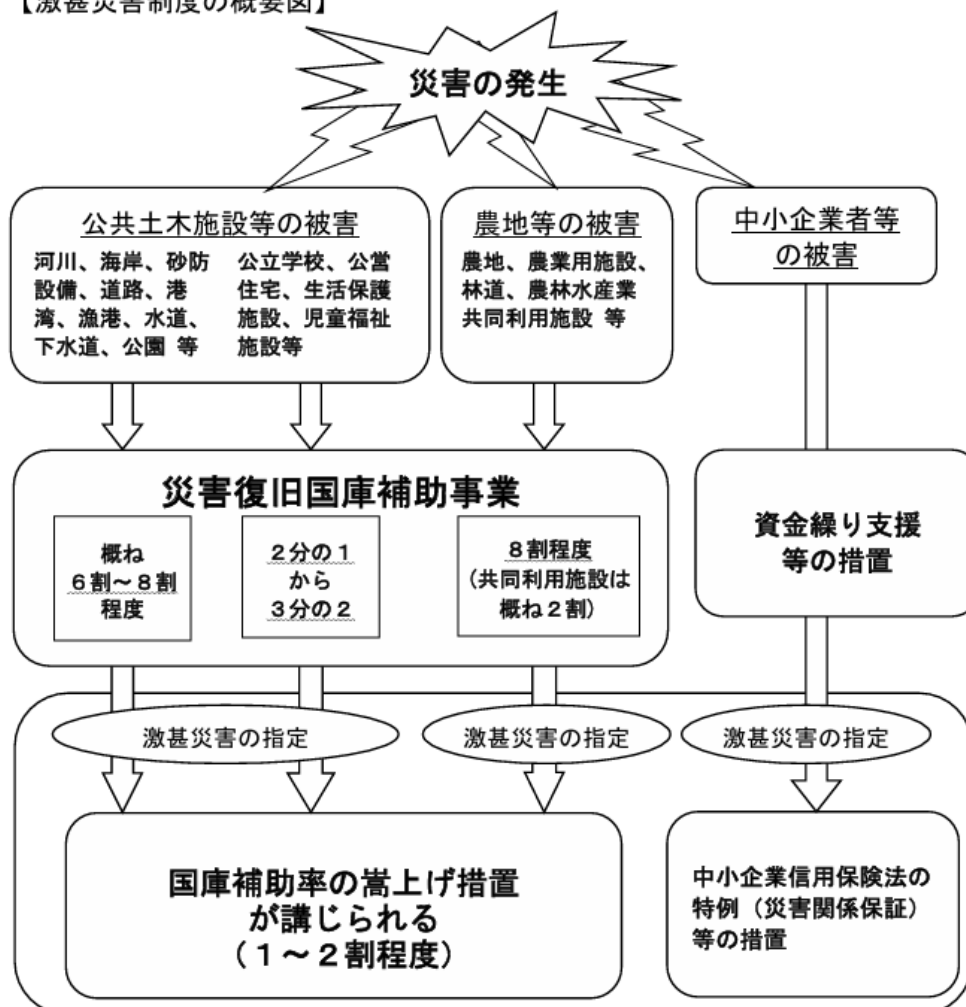 【激甚災害制度の概要図】
災害の発生
公共土木施設等の被害
河川、海岸、砂防
設備、道路、港
湾、漁港、水道、
下水道、公園 等
公立学校、公営
住宅、生活保護
施設、児童福祉
施設等
農地等の被害
農地、農業用施設、
林道、農林水産業
共同利用施設 等
中小企業者等
の被害
災害復旧国庫補助事業
概ね
６割～８割
程度
２分の１
から
３分の２
８割程度
（共同利用施設は
概ね２割）
資金繰り支援
等の措置
激甚災害の指定
激甚災害の指定
激甚災害の指定
国庫補助率の嵩上げ措置
が講じられる
（１～２割程度）
中小企業信用保険法の
特例（災害関係保証）
等の措置